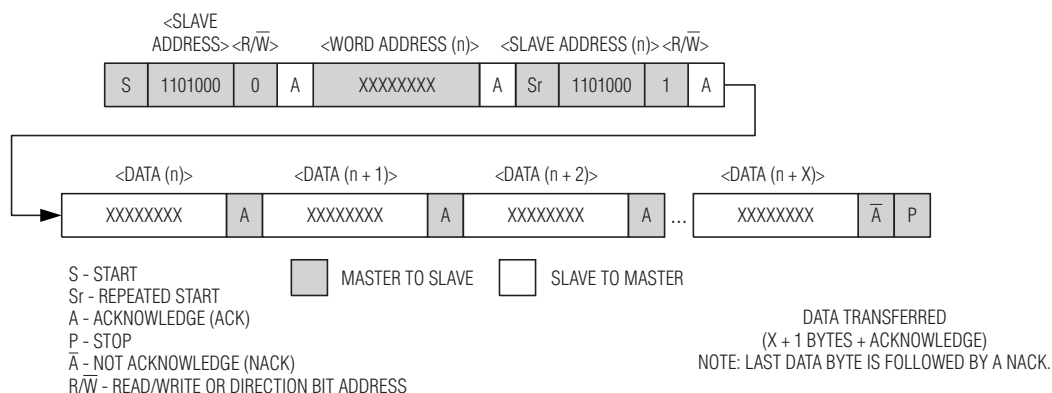 <SLAVE
ADDRESS> <R/W̅> <WORD ADDRESS (n)> <SLAVE ADDRESS (n)> <R/W̅>
S 1101000 0 A XXXXXXXX A Sr 1101000 1 A
<DATA (n)> <DATA (n + 1)> <DATA (n + 2)> <DATA (n + X)>
XXXXXXXX A XXXXXXXX A XXXXXXXX A ... XXXXXXXX A̅ P
S - START
Sr - REPEATED START
A - ACKNOWLEDGE (ACK)
P - STOP
A̅ - NOT ACKNOWLEDGE (NACK)
R/W̅ - READ/WRITE OR DIRECTION BIT ADDRESS
MASTER TO SLAVE
SLAVE TO MASTER
DATA TRANSFERRED
(X + 1 BYTES + ACKNOWLEDGE)
NOTE: LAST DATA BYTE IS FOLLOWED BY A NACK.